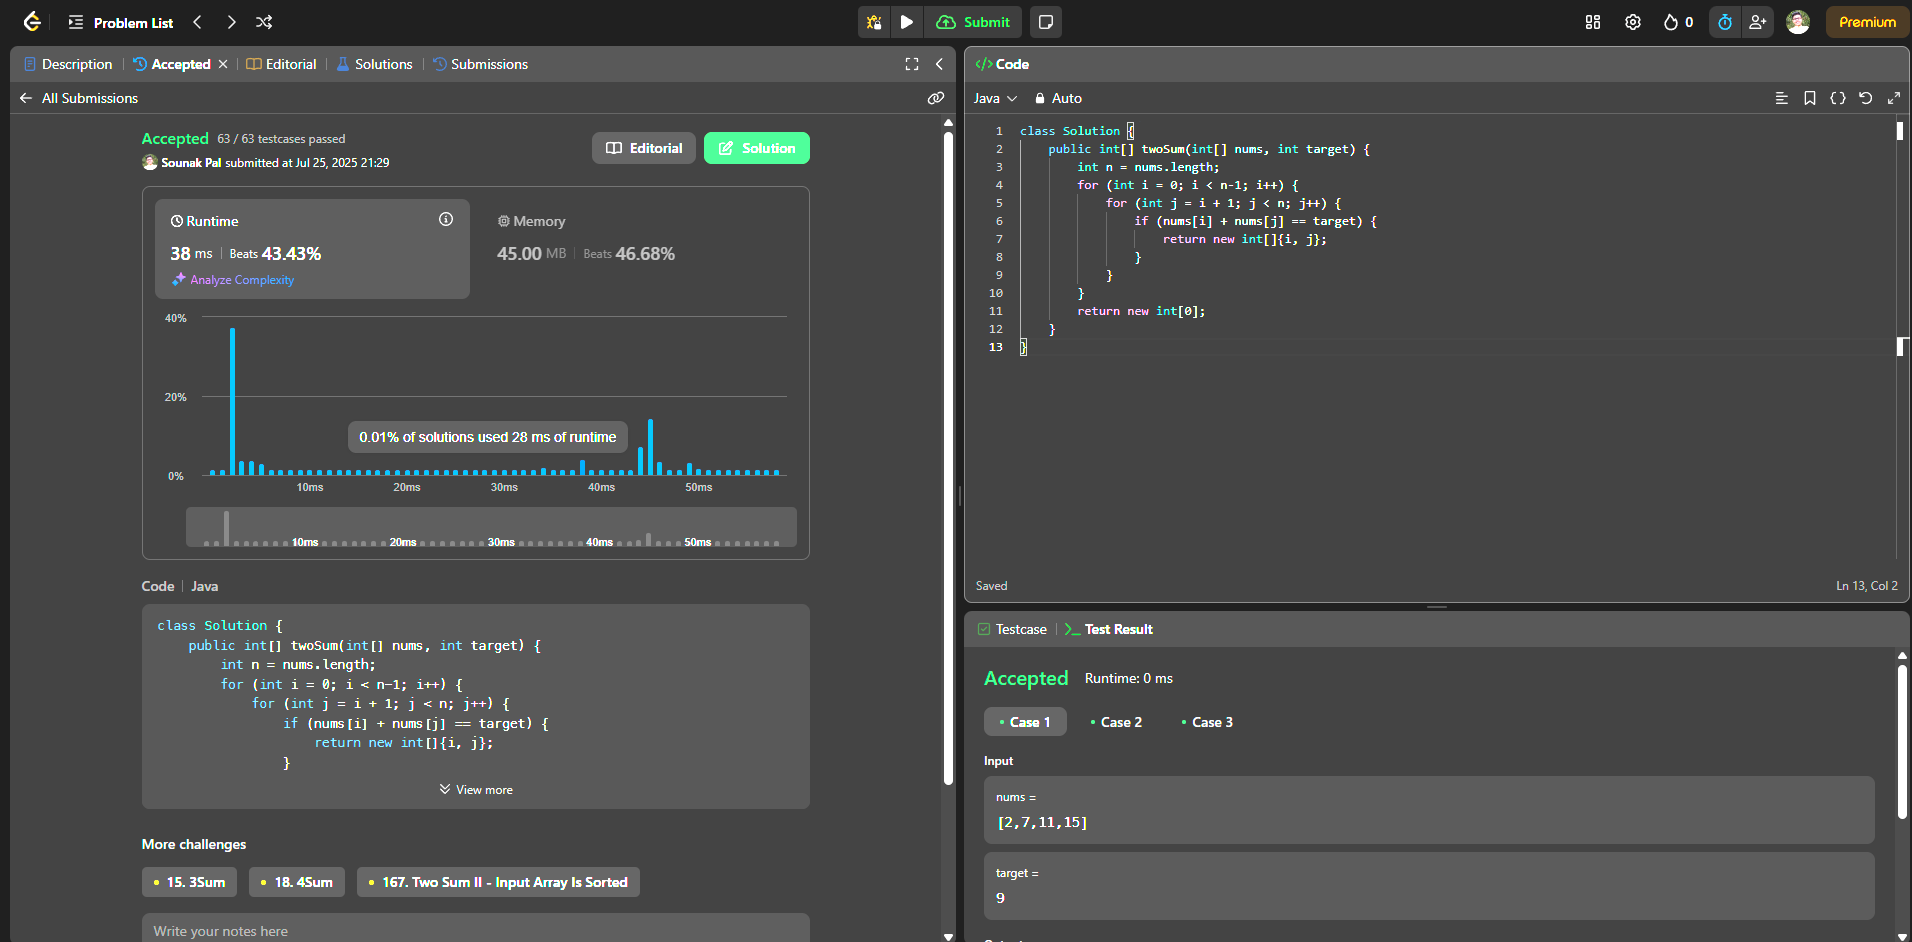 Problem List
Submit
0
Premium
Description
Accepted
Editorial
Solutions
Submissions
All Submissions
Accepted 63 / 63 testcases passed
Sounak Pal submitted at Jul 25, 2025 21:29
Editorial
Solution
Runtime
38 ms Beats 43.43%
Analyze Complexity
Memory
45.00 MB Beats 46.68%
40%
20%
0%
0.01% of solutions used 28 ms of runtime
10ms 20ms 30ms 40ms 50ms
10ms 20ms 30ms 40ms 50ms
Code Java
class Solution {
    public int[] twoSum(int[] nums, int target) {
        int n = nums.length;
        for (int i = 0; i < n-1; i++) {
            for (int j = i + 1; j < n; j++) {
                if (nums[i] + nums[j] == target) {
                    return new int[]{i, j};
                }
View more
More challenges
15. 3Sum
18. 4Sum
167. Two Sum II - Input Array Is Sorted
Write your notes here
</>Code
Java
Auto
1 class Solution {
2     public int[] twoSum(int[] nums, int target) {
3         int n = nums.length;
4         for (int i = 0; i < n-1; i++) {
5             for (int j = i + 1; j < n; j++) {
6                 if (nums[i] + nums[j] == target) {
7                     return new int[]{i, j};
8                 }
9             }
10         }
11         return new int[0];
12     }
13 }
Saved
Ln 13, Col 2
Testcase
Test Result
Accepted Runtime: 0 ms
Case 1
Case 2
Case 3
Input
nums =
[2,7,11,15]
target =
9